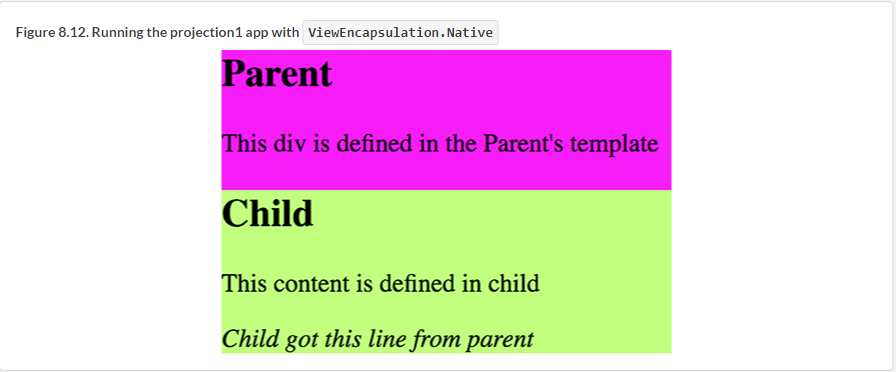 Figure 8.12. Running the projection1 app with ViewEncapsulation.Native
Parent
This div is defined in the Parent's template
Child
This content is defined in child
Child got this line from parent